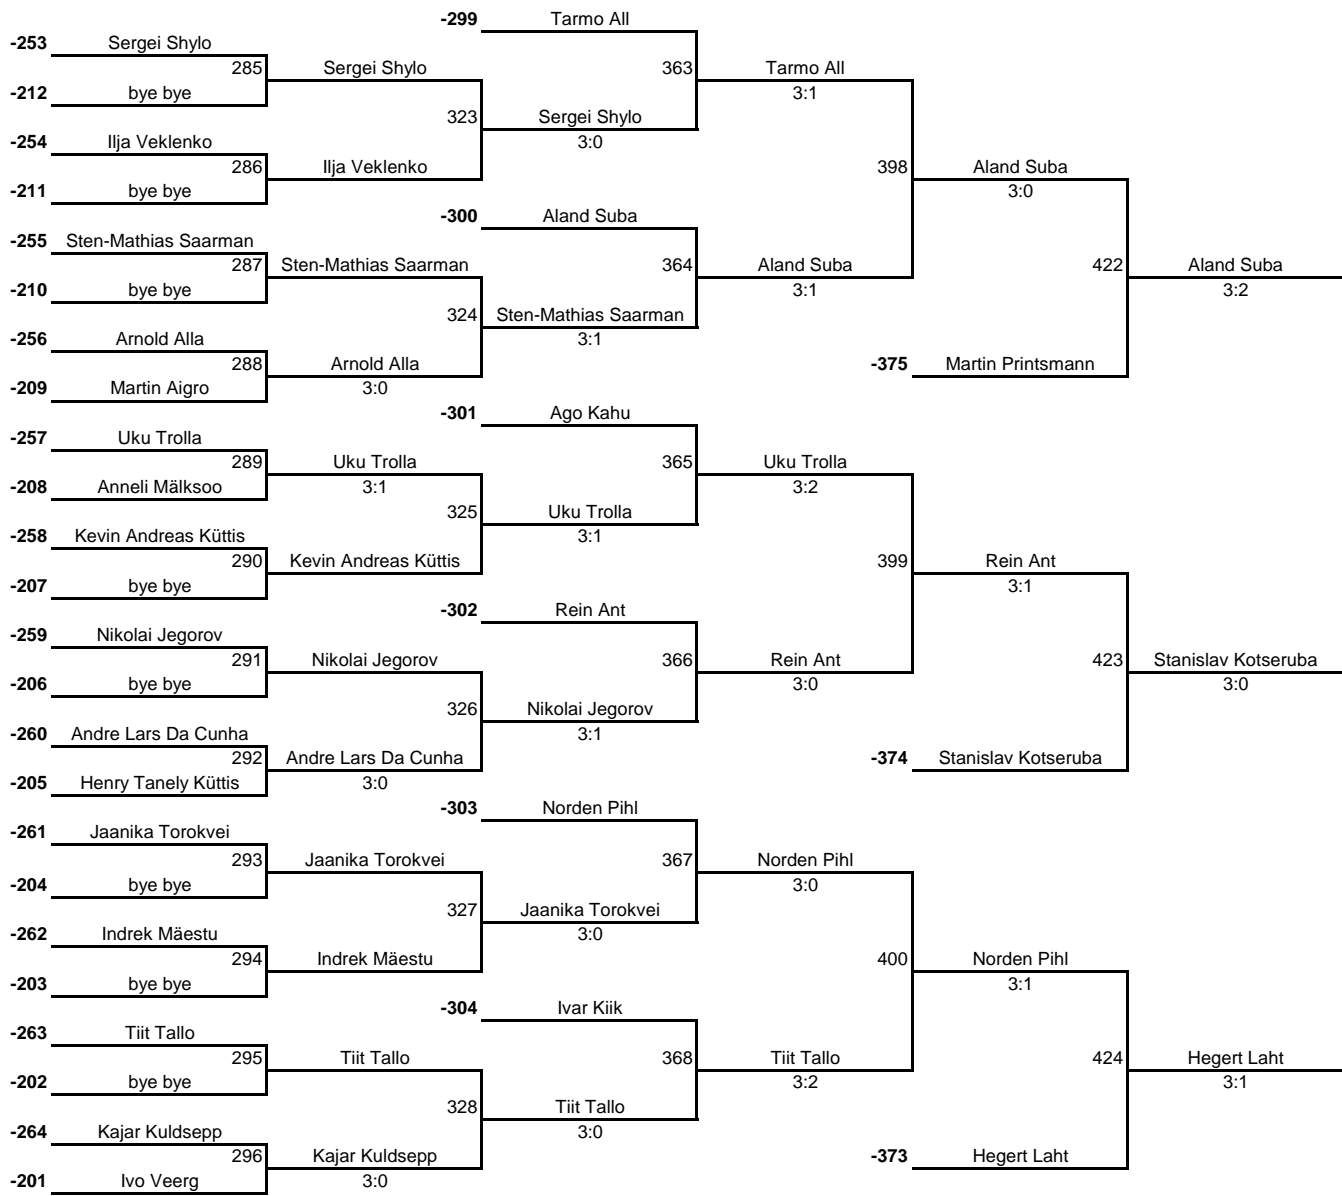 -299 Tarmo All
-253 Sergei Shylo
285 Sergei Shylo 363 Tarmo All
-212 bye bye 3:1
323 Sergei Shylo
-254 Ilja Veklenko 3:0
286 Ilja Veklenko 398 Aland Suba
-211 bye bye 3:0
-300 Aland Suba
-255 Sten-Mathias Saarman
287 Sten-Mathias Saarman 364 Aland Suba 422 Aland Suba
-210 bye bye 3:1 3:2
324 Sten-Mathias Saarman
-256 Arnold Alla 3:1
288 Arnold Alla -375 Martin Printsmann
-209 Martin Aigro 3:0
-301 Ago Kahu
-257 Uku Trolla
289 Uku Trolla 365 Uku Trolla
-208 Anneli Mälksoo 3:1 3:2
325 Uku Trolla
-258 Kevin Andreas Küttis 3:1
290 Kevin Andreas Küttis 399 Rein Ant
-207 bye bye 3:1
-302 Rein Ant
-259 Nikolai Jegorov
291 Nikolai Jegorov 366 Rein Ant 423 Stanislav Kotseruba
-206 bye bye 3:0 3:0
326 Nikolai Jegorov
-260 Andre Lars Da Cunha 3:1
292 Andre Lars Da Cunha -374 Stanislav Kotseruba
-205 Henry Tanely Küttis 3:0
-303 Norden Pihl
-261 Jaanika Torokvei
293 Jaanika Torokvei 367 Norden Pihl
-204 bye bye 3:0
327 Jaanika Torokvei
-262 Indrek Mäestu 3:0
294 Indrek Mäestu 400 Norden Pihl
-203 bye bye 3:1
-304 Ivar Kiik
-263 Tiit Tallo
295 Tiit Tallo 368 Tiit Tallo 424 Hegert Laht
-202 bye bye 3:2 3:1
328 Tiit Tallo
-264 Kajar Kuldsepp 3:0
296 Kajar Kuldsepp -373 Hegert Laht
-201 Ivo Veerg 3:0